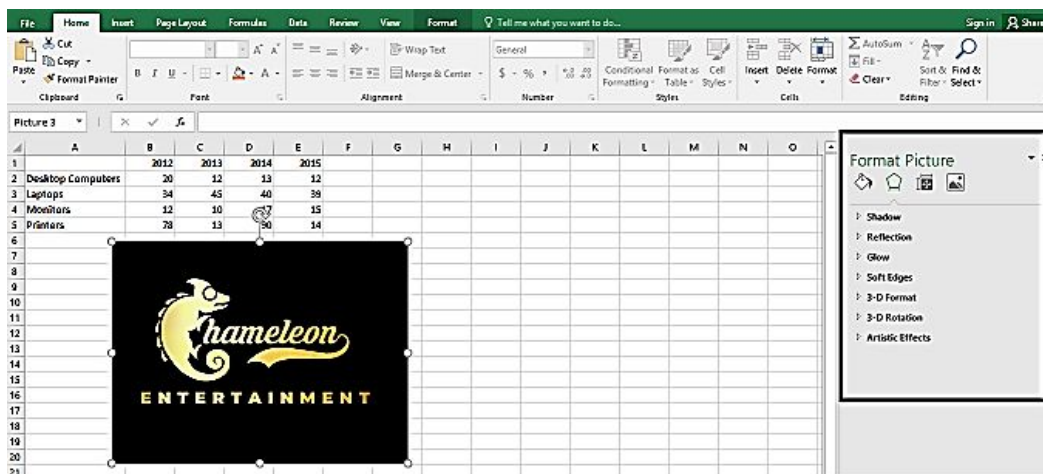 File Home Insert Page Layout Formulas Data Review View Format Tell me what you want to do... Sign in Share
Cut
Copy
Format Painter
Paste
Clipboard
B I U
A A
A
Font
Wrap Text
Merge & Center
Alignment
General
$ % ,
Number
Conditional Formatting
Format as Table
Cell Styles
Styles
Insert Delete Format
Cells
AutoSum
Fill
Clear
Sort & Filter
Find & Select
Editing
Picture 3 fx
A B C D E F G H I J K L M N O
1 2012 2013 2014 2015
2 Desktop Computers 20 12 13 12
3 Laptops 34 45 40 39
4 Monitors 12 10 15
5 Printers 78 13 90 14
6
7
8
9
10
11
12
13
14
15
16
17
18
19
20
21
Chameleon
ENTERTAINMENT
Format Picture
Shadow
Reflection
Glow
Soft Edges
3-D Format
3-D Rotation
Artistic Effects